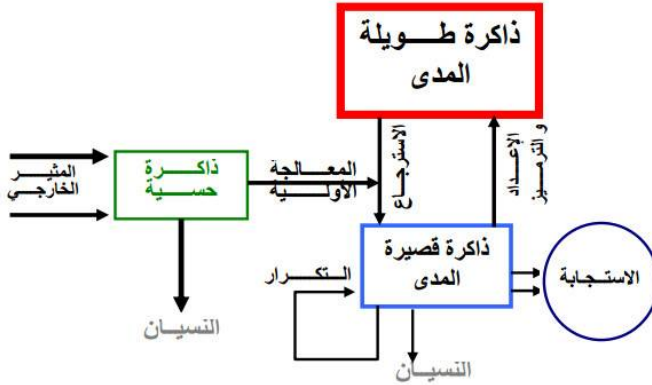 ذاكرة طويلة
المدى
الاسترجاع
الإعداد
و الترميز
المثير
الخارجي
ذاكرة
حسية
المعالجة
الأولية
ذاكرة قصيرة
المدى
الاستجابة
التكرار
النسيان
النسيان